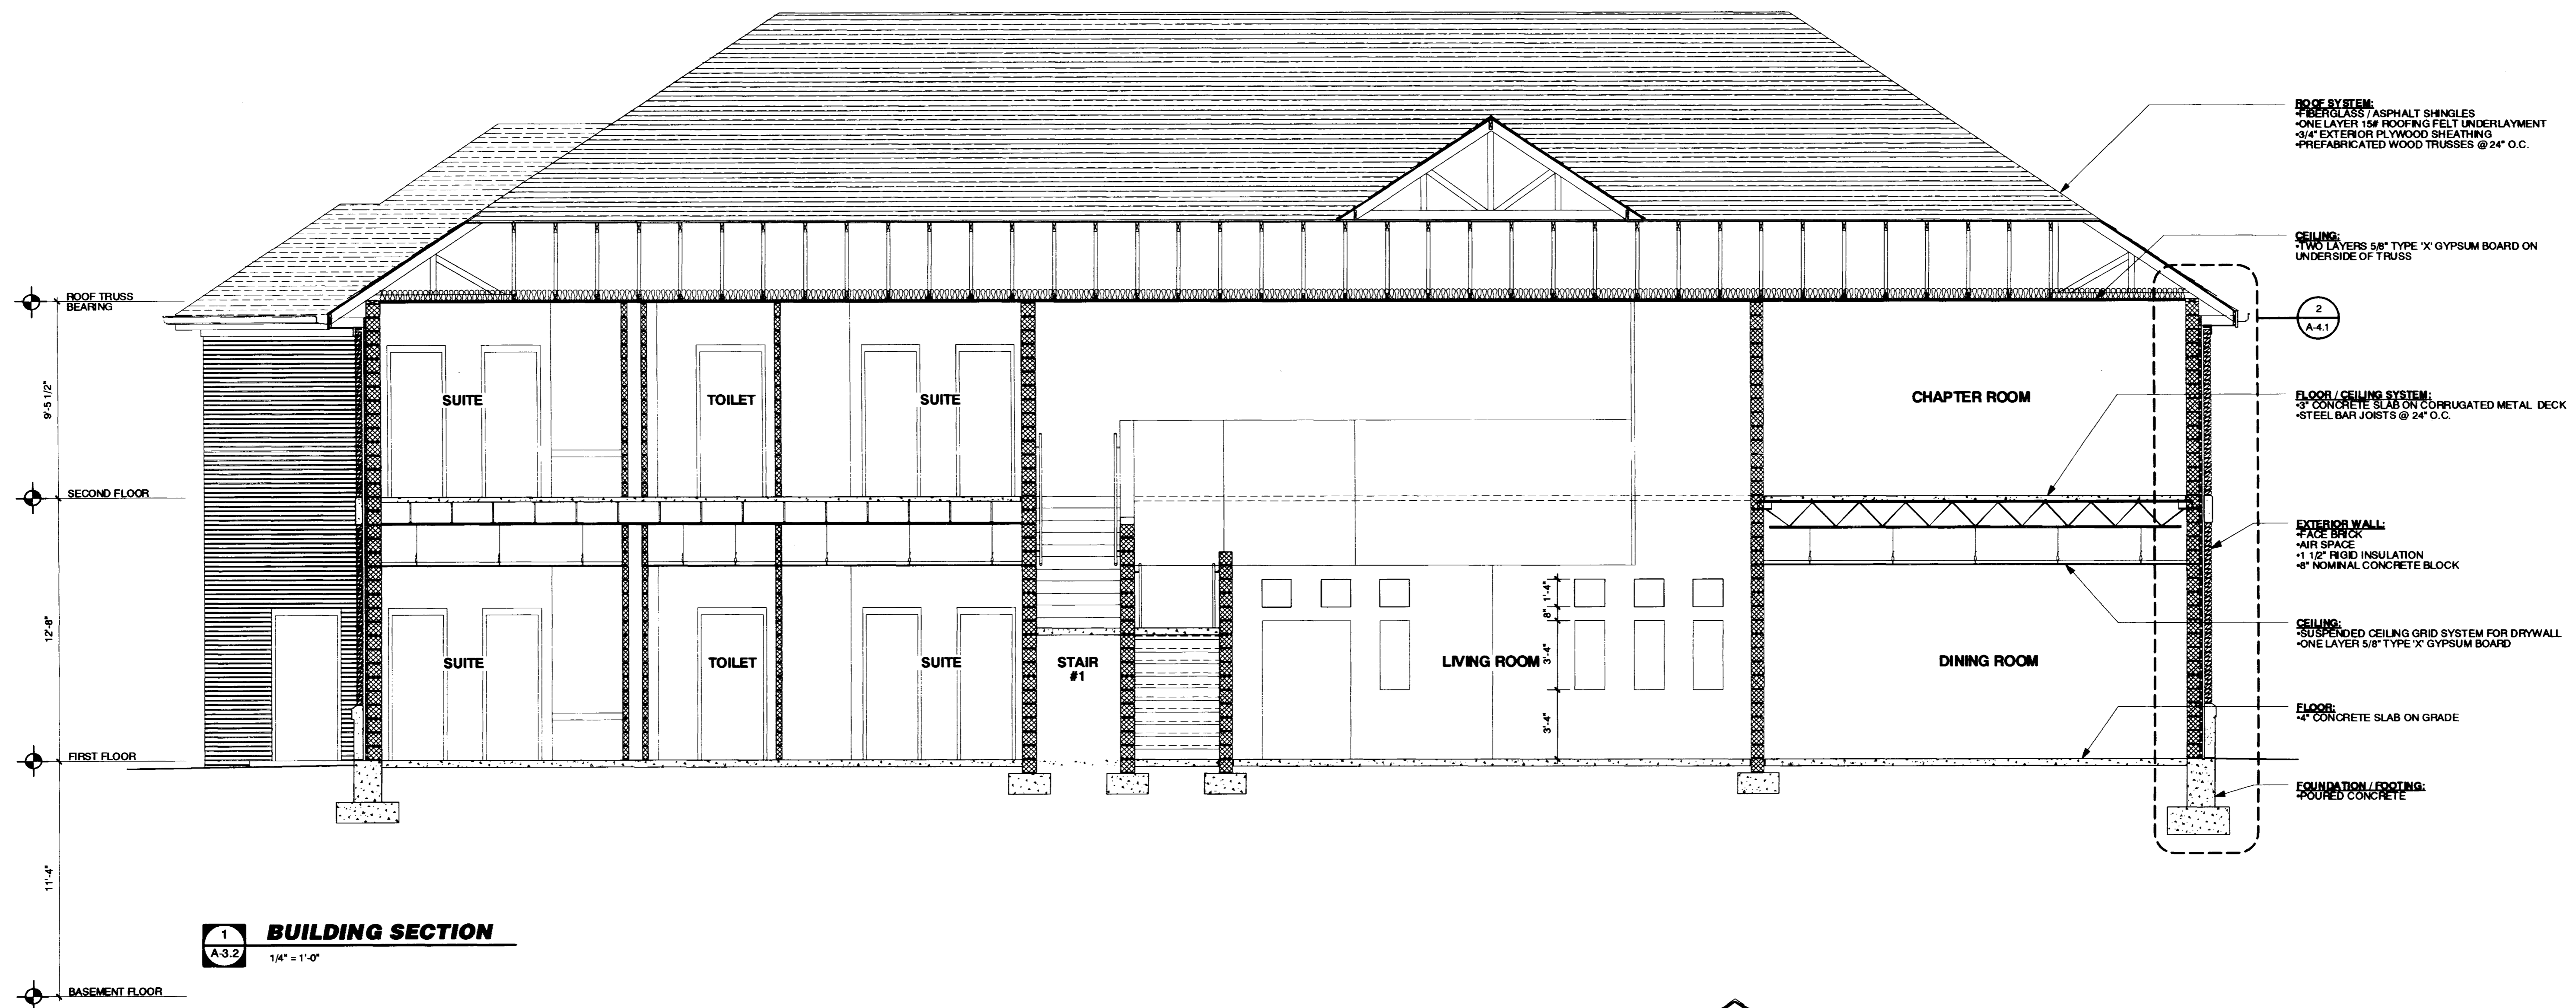 ROOF SYSTEM:
•FIBERGLASS / ASPHALT SHINGLES
•ONE LAYER 15# ROOFING FELT UNDERLAYMENT
•3/4" EXTERIOR PLYWOOD SHEATHING
•PREFABRICATED WOOD TRUSSES @ 24" O.C.
CEILING:
•TWO LAYERS 5/8" TYPE 'X' GYPSUM BOARD ON
UNDERSIDE OF TRUSS
ROOF TRUSS
BEARING
2
A-4.1
9'-5 1/2"
SUITE
TOILET
SUITE
CHAPTER ROOM
FLOOR / CEILING SYSTEM:
•3" CONCRETE SLAB ON CORRUGATED METAL DECK
•STEEL BAR JOISTS @ 24" O.C.
SECOND FLOOR
EXTERIOR WALL:
•FACE BRICK
•AIR SPACE
•1 1/2" RIGID INSULATION
•8" NOMINAL CONCRETE BLOCK
12'-8"
1'-4"
8"
3'-4"
3'-4"
SUITE
TOILET
SUITE
STAIR
#1
LIVING ROOM
DINING ROOM
CEILING:
•SUSPENDED CEILING GRID SYSTEM FOR DRYWALL
•ONE LAYER 5/8" TYPE 'X' GYPSUM BOARD
FLOOR:
•4" CONCRETE SLAB ON GRADE
FIRST FLOOR
FOUNDATION / FOOTING:
•POURED CONCRETE
11'-4"
1
A-3.2
BUILDING SECTION
1/4" = 1'-0"
BASEMENT FLOOR